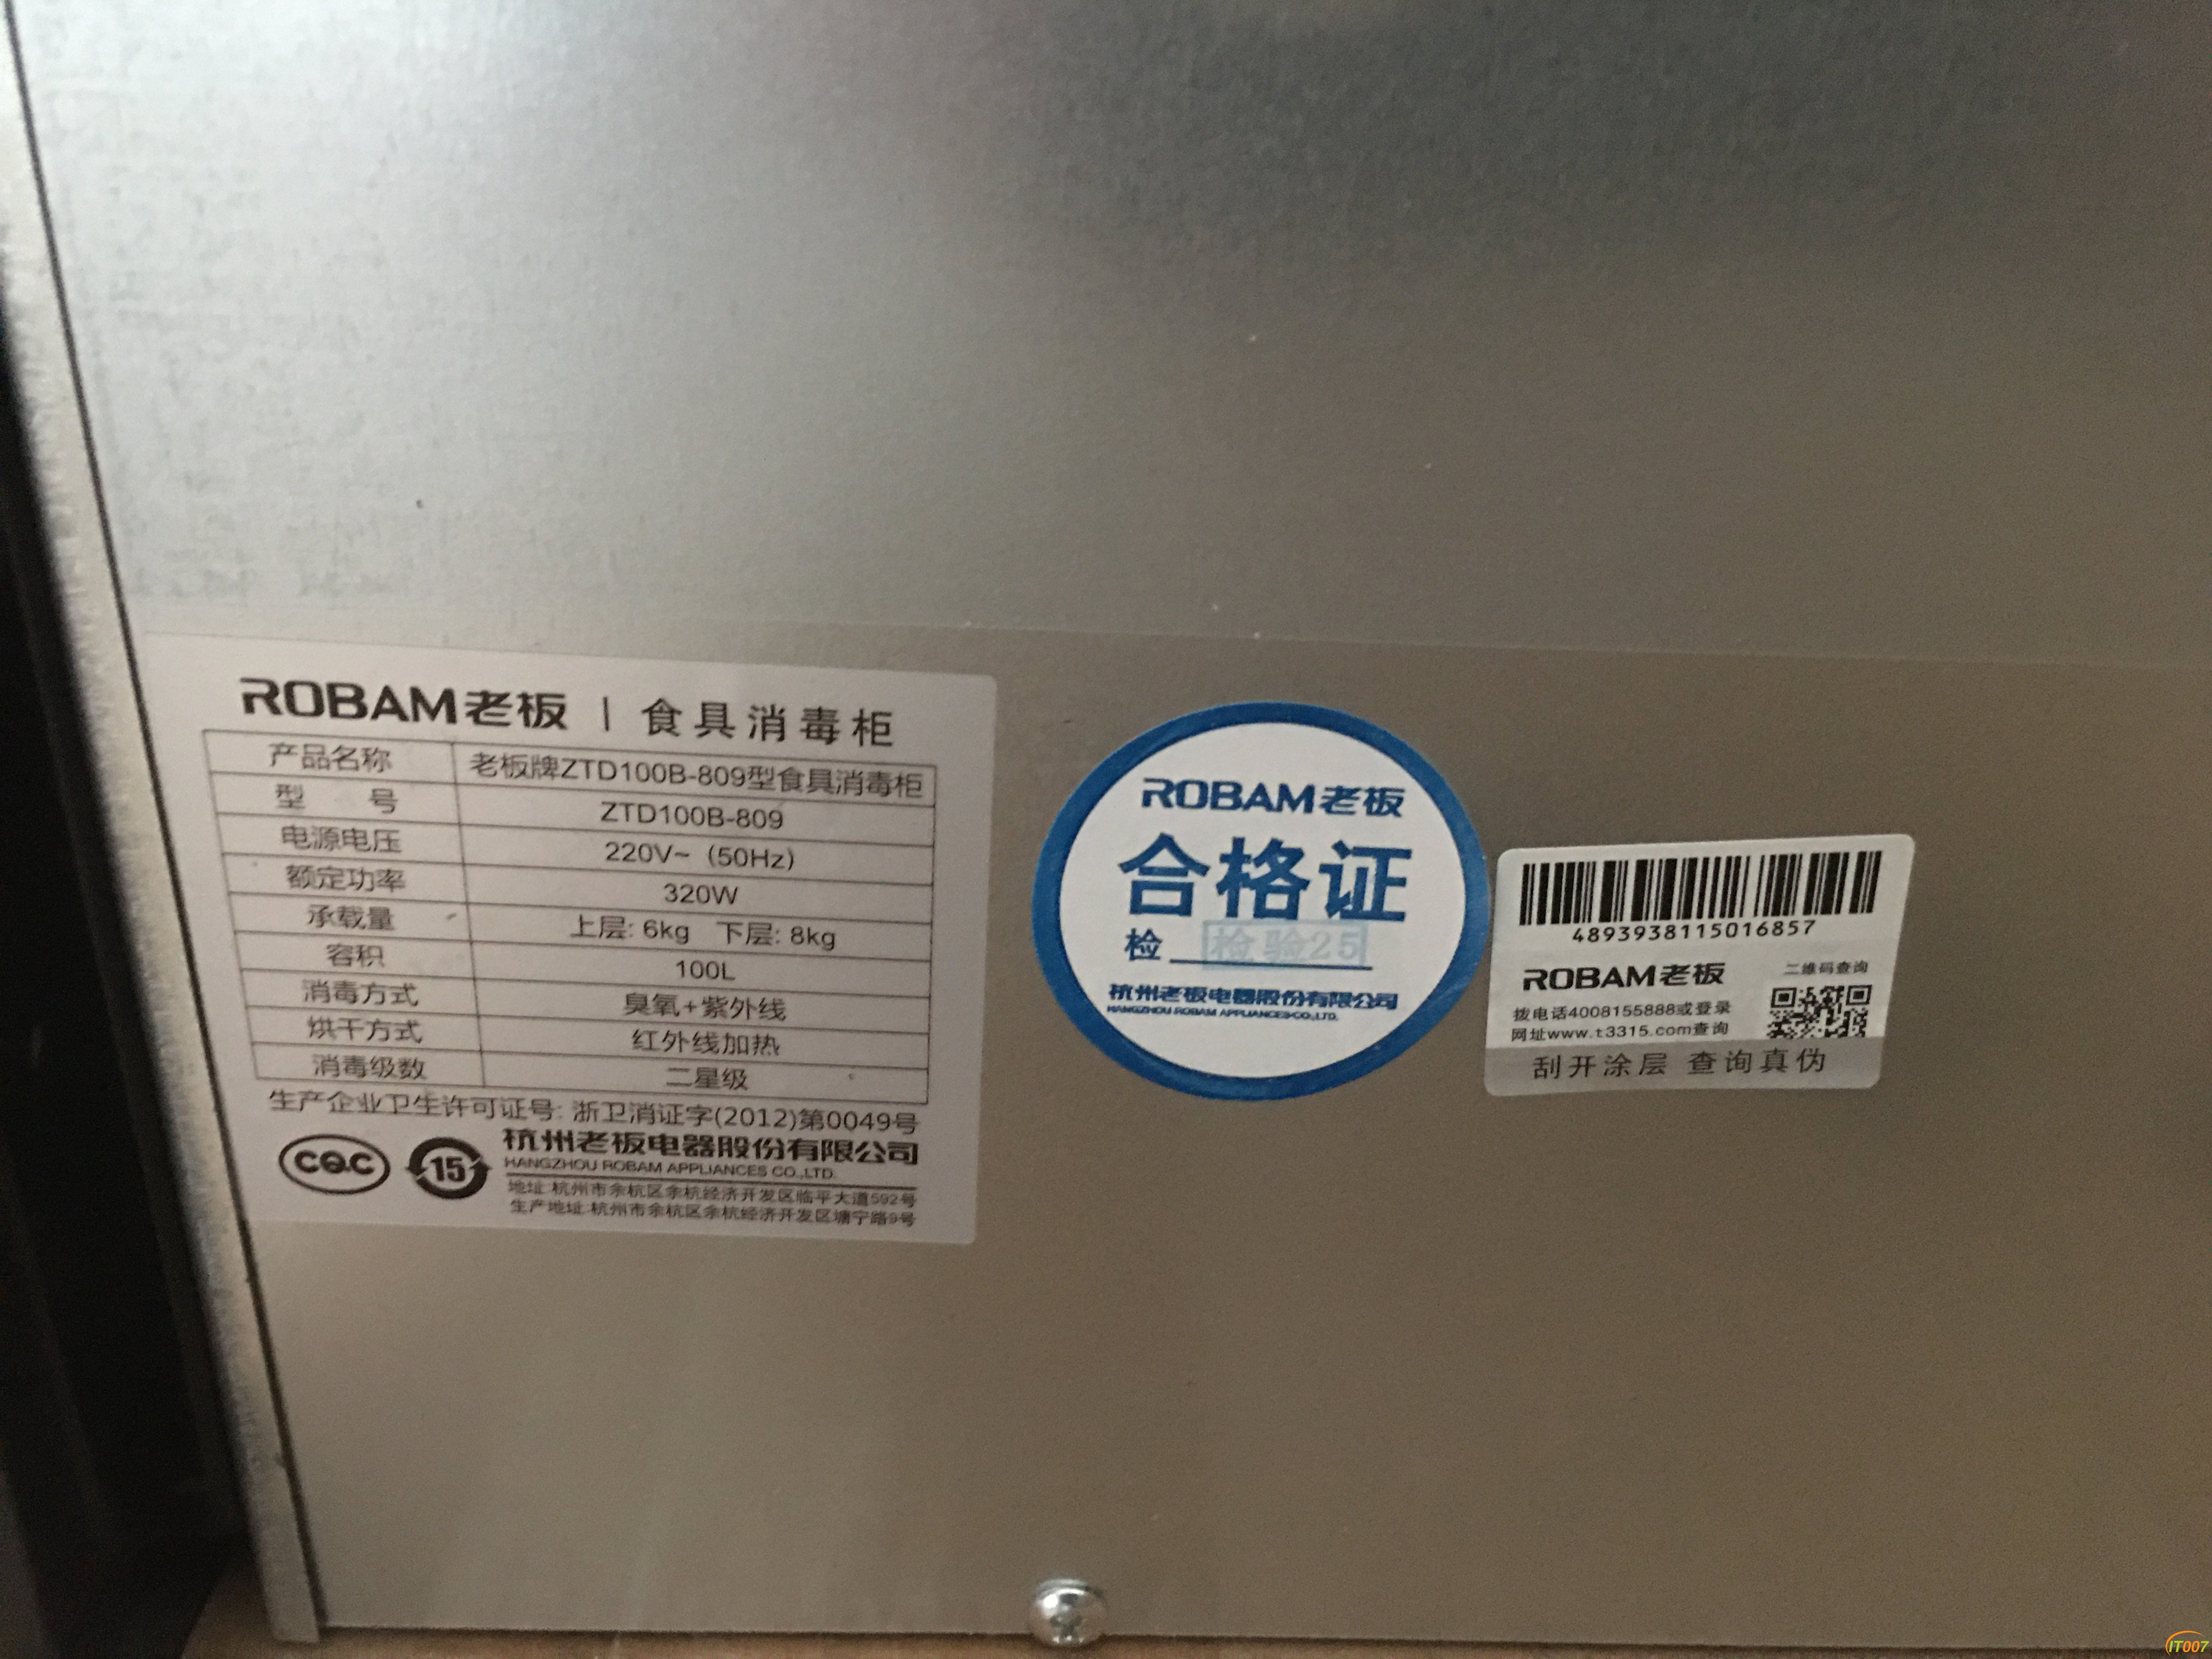 ROBAM老板 | 食具消毒柜
产品名称 老板牌ZTD100B-809型食具消毒柜
型 号 ZTD100B-809
电源电压 220V~ (50Hz)
额定功率 320W
承载量 上层: 6kg 下层: 8kg
容积 100L
消毒方式 臭氧+紫外线
烘干方式 红外线加热
消毒级数 二星级
生产企业卫生许可证号: 浙卫消证字(2012)第0049号
CQC 15
杭州老板电器股份有限公司
HANGZHOU ROBAM APPLIANCES CO.,LTD.
地址:杭州市余杭区余杭经济开发区临平大道592号
生产地址:杭州市余杭区余杭经济开发区塘宁路9号
ROBAM老板
合格证
检 检验25
杭州老板电器股份有限公司
HANGZHOU ROBAM APPLIANCES CO.,LTD.
4893938115016857
ROBAM老板 二维码查询
拨电话4008155888或登录
网址www.t3315.com查询
刮开涂层 查询真伪
IT007